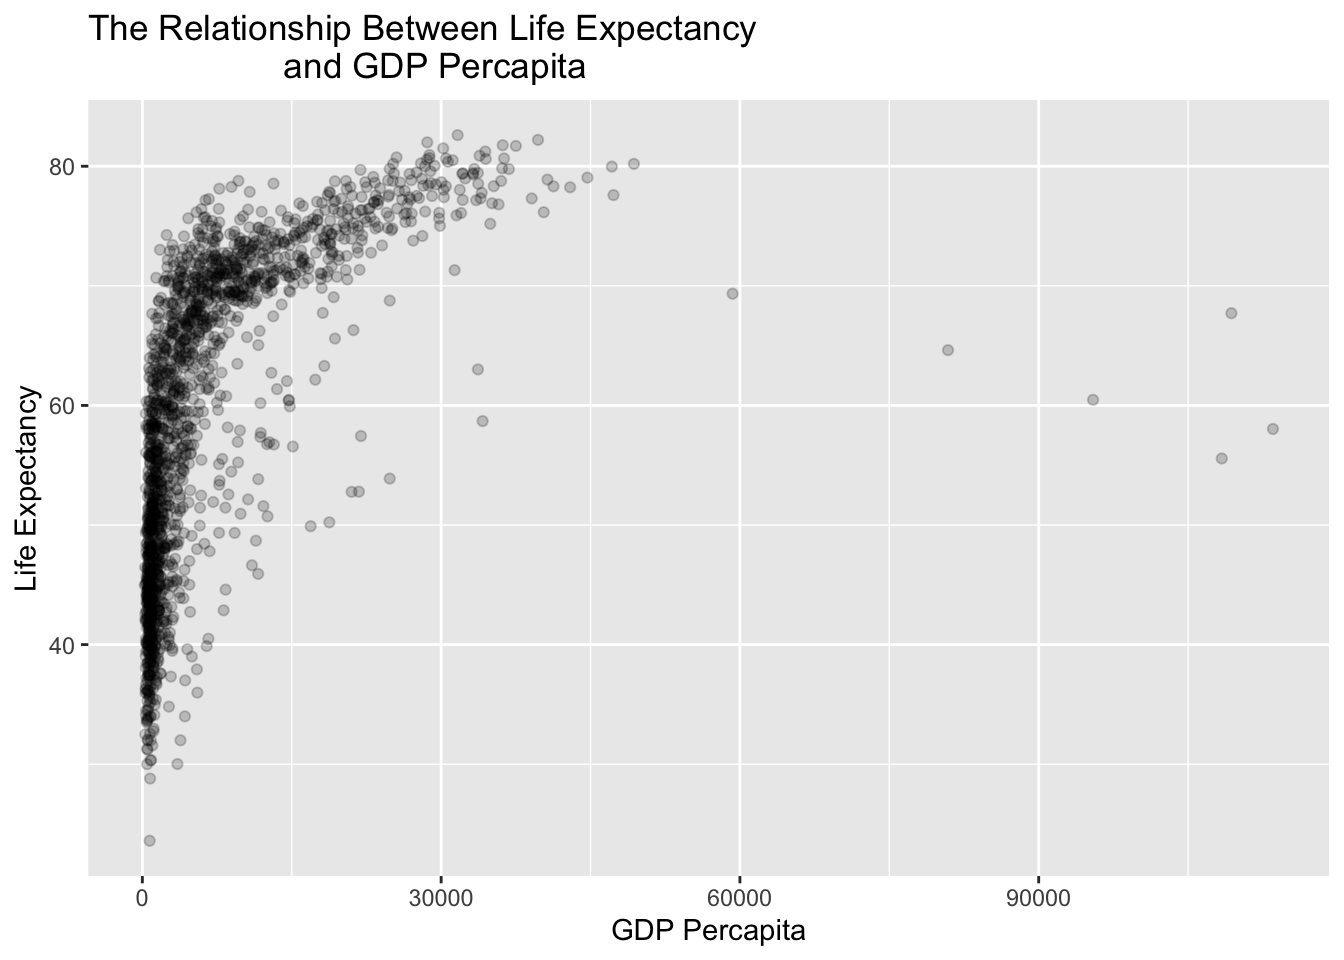 The Relationship Between Life Expectancy
and GDP Percapita
80
60
40
Life Expectancy
0 30000 60000 90000
GDP Percapita